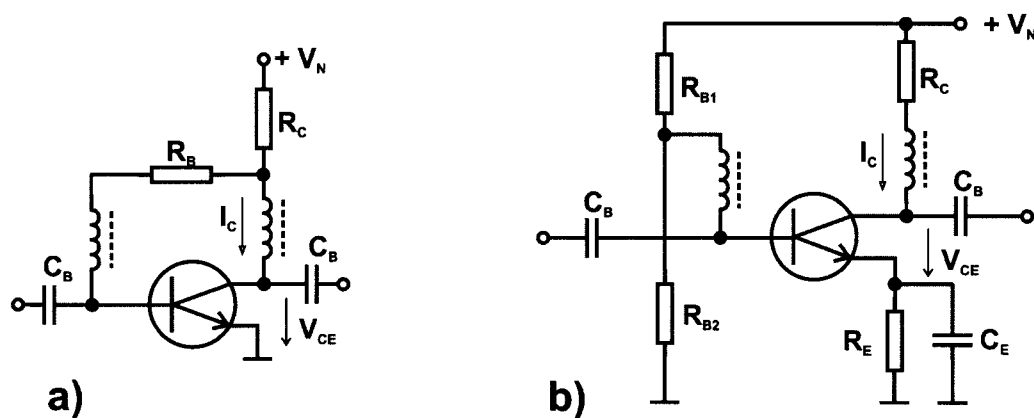 + V_N
R_C
R_B
I_C
C_B
C_B
V_CE
a)
+ V_N
R_B1
R_C
I_C
C_B
C_B
V_CE
R_B2
R_E
C_E
b)